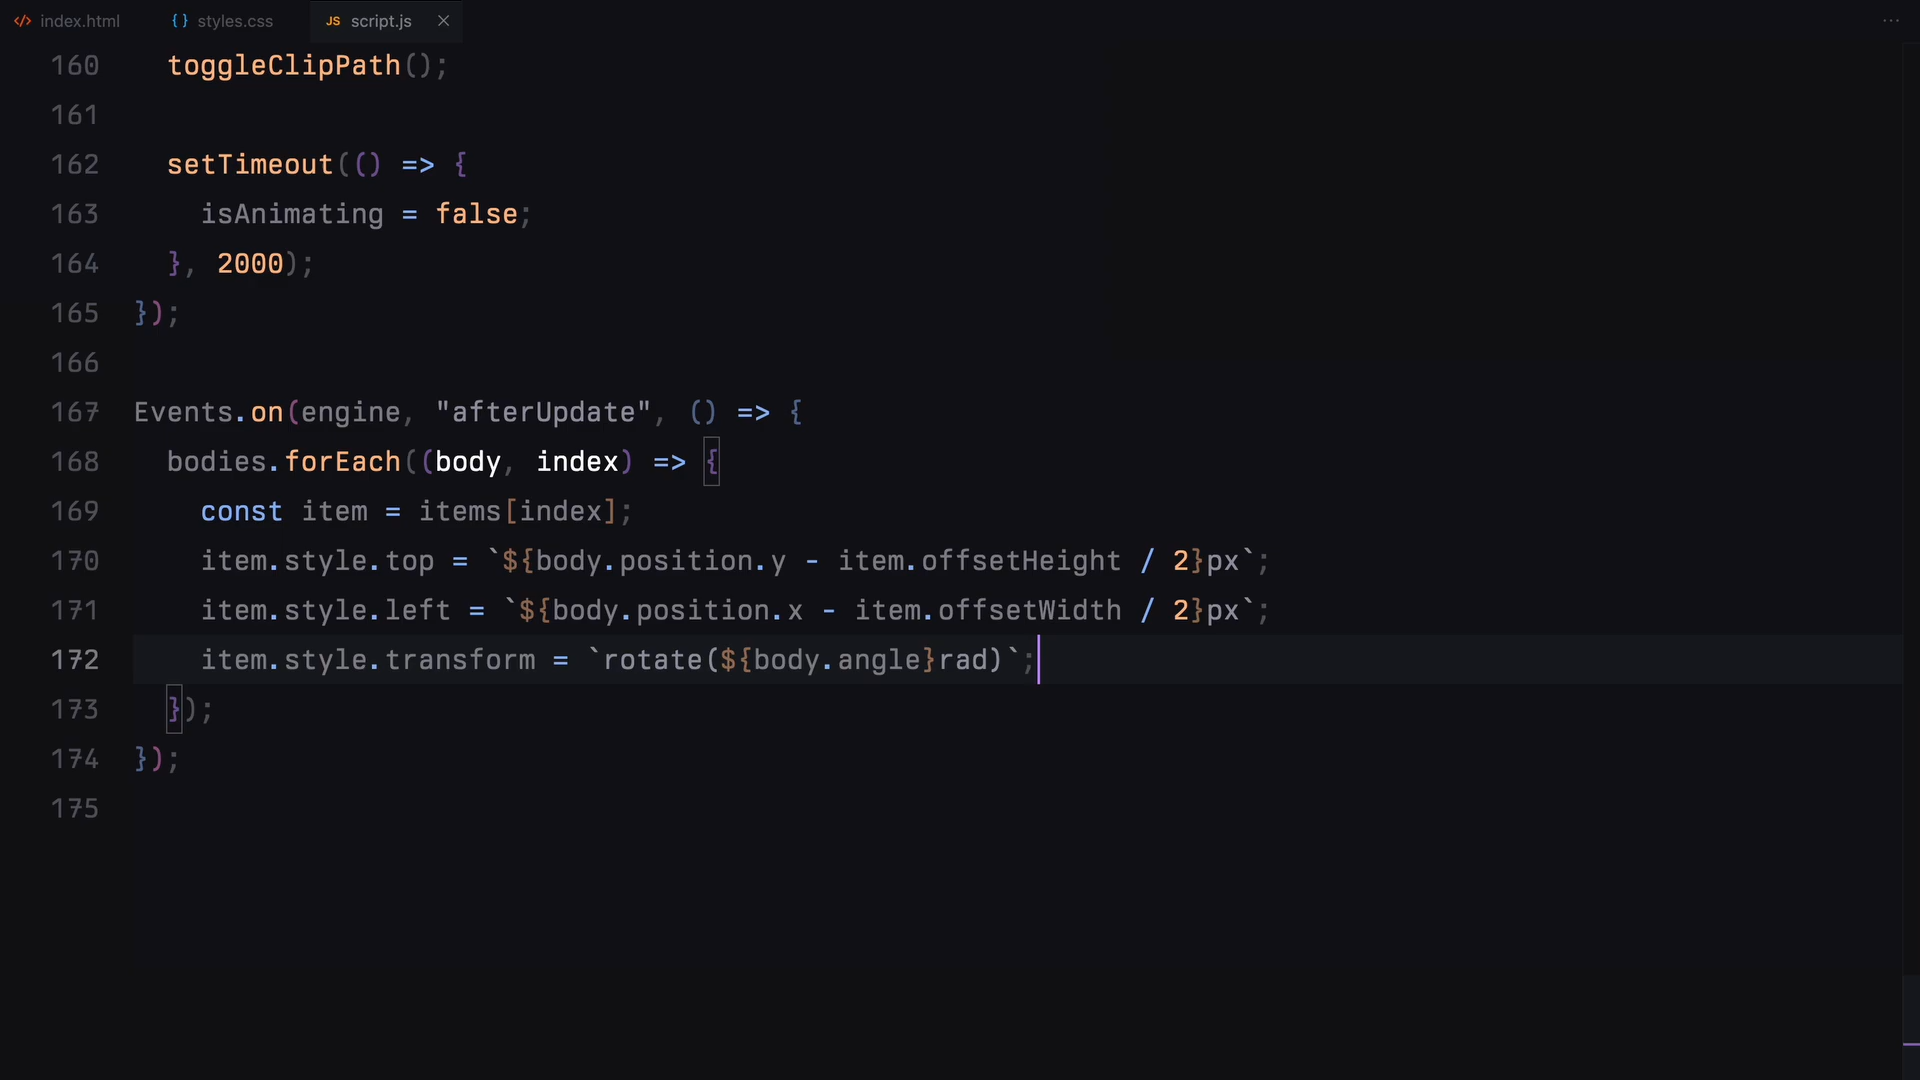 </> index.html {} styles.css JS script.js × ...
160 toggleClipPath();
161
162 setTimeout(() => {
163 isAnimating = false;
164 }, 2000);
165 });
166
167 Events.on(engine, "afterUpdate", () => {
168 bodies.forEach((body, index) => {
169 const item = items[index];
170 item.style.top = `${body.position.y - item.offsetHeight / 2}px`;
171 item.style.left = `${body.position.x - item.offsetWidth / 2}px`;
172 item.style.transform = `rotate(${body.angle}rad)`;
173 });
174 });
175